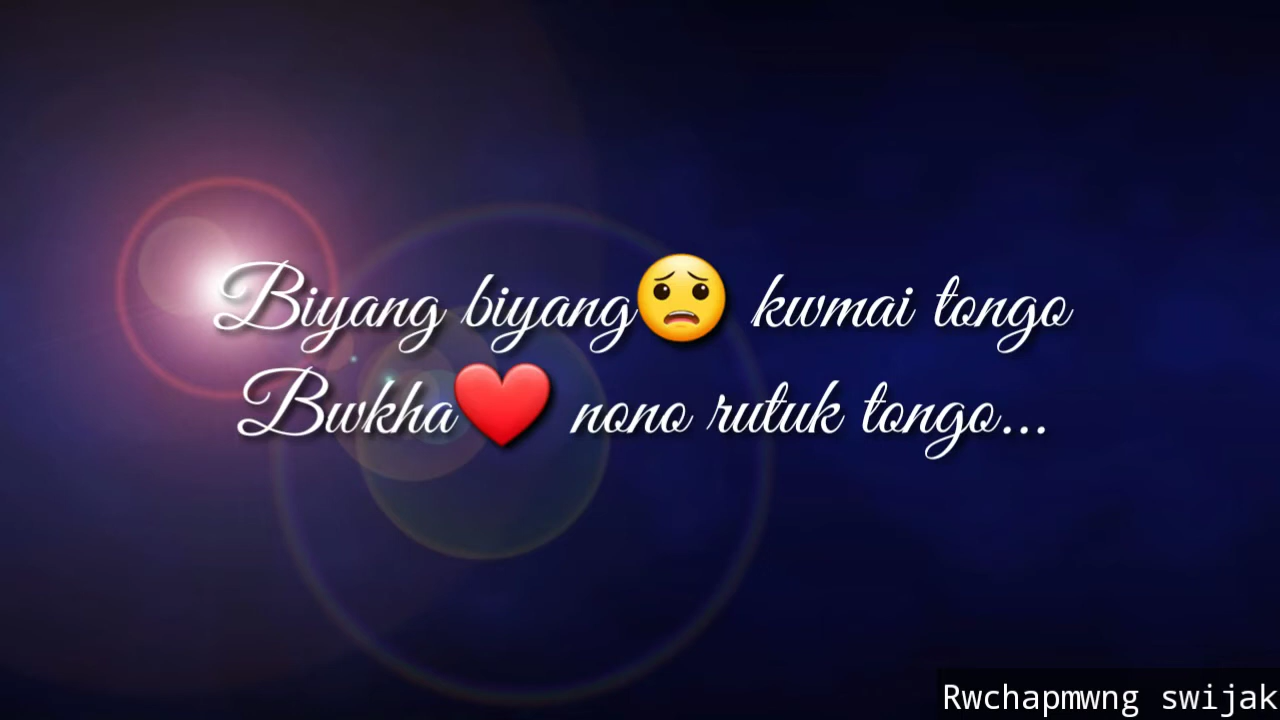 Biyang biyang😟 kwmai tongo
Bwkha❤️ nono rutuk tongo...
Rwchapmwng swijak